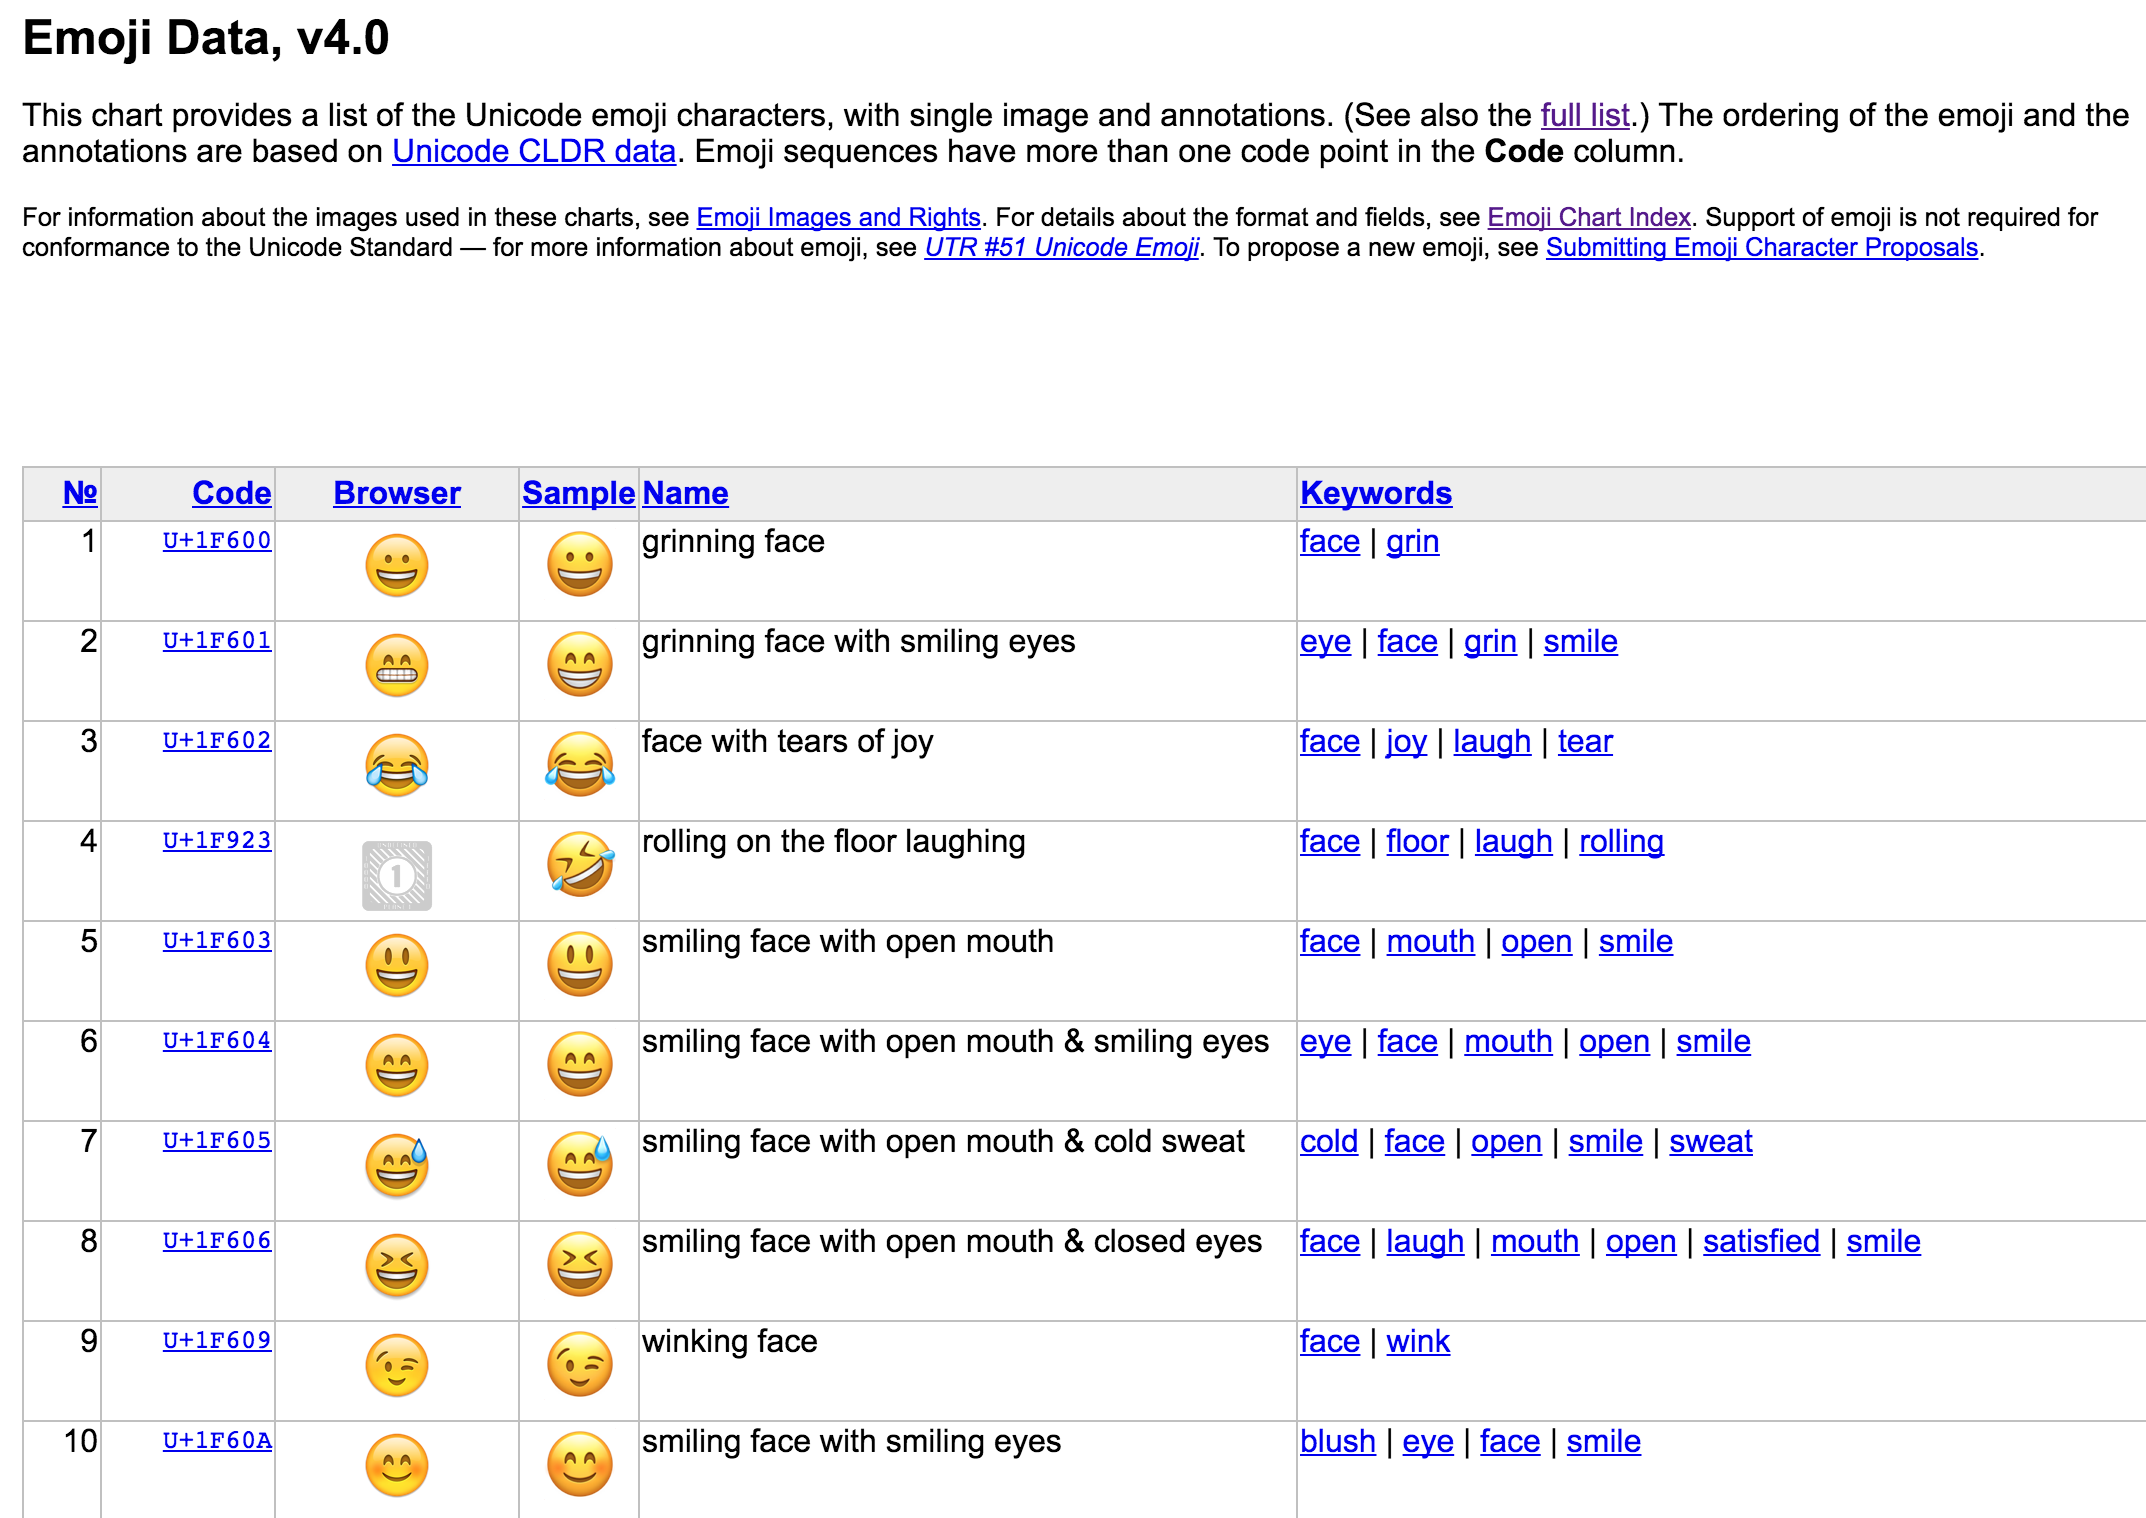 Emoji Data, v4.0
This chart provides a list of the Unicode emoji characters, with single image and annotations. (See also the full list.) The ordering of the emoji and the
annotations are based on Unicode CLDR data. Emoji sequences have more than one code point in the Code column.
For information about the images used in these charts, see Emoji Images and Rights. For details about the format and fields, see Emoji Chart Index. Support of emoji is not required for
conformance to the Unicode Standard — for more information about emoji, see UTR #51 Unicode Emoji. To propose a new emoji, see Submitting Emoji Character Proposals.
№ Code Browser Sample Name Keywords
1 U+1F600 😀 😀 grinning face face | grin
2 U+1F601 😁 😁 grinning face with smiling eyes eye | face | grin | smile
3 U+1F602 😂 😂 face with tears of joy face | joy | laugh | tear
4 U+1F923 1 🤣 rolling on the floor laughing face | floor | laugh | rolling
5 U+1F603 😃 😃 smiling face with open mouth face | mouth | open | smile
6 U+1F604 😄 😄 smiling face with open mouth & smiling eyes eye | face | mouth | open | smile
7 U+1F605 😅 😅 smiling face with open mouth & cold sweat cold | face | open | smile | sweat
8 U+1F606 😆 😆 smiling face with open mouth & closed eyes face | laugh | mouth | open | satisfied | smile
9 U+1F609 😉 😉 winking face face | wink
10 U+1F60A 😊 😊 smiling face with smiling eyes blush | eye | face | smile